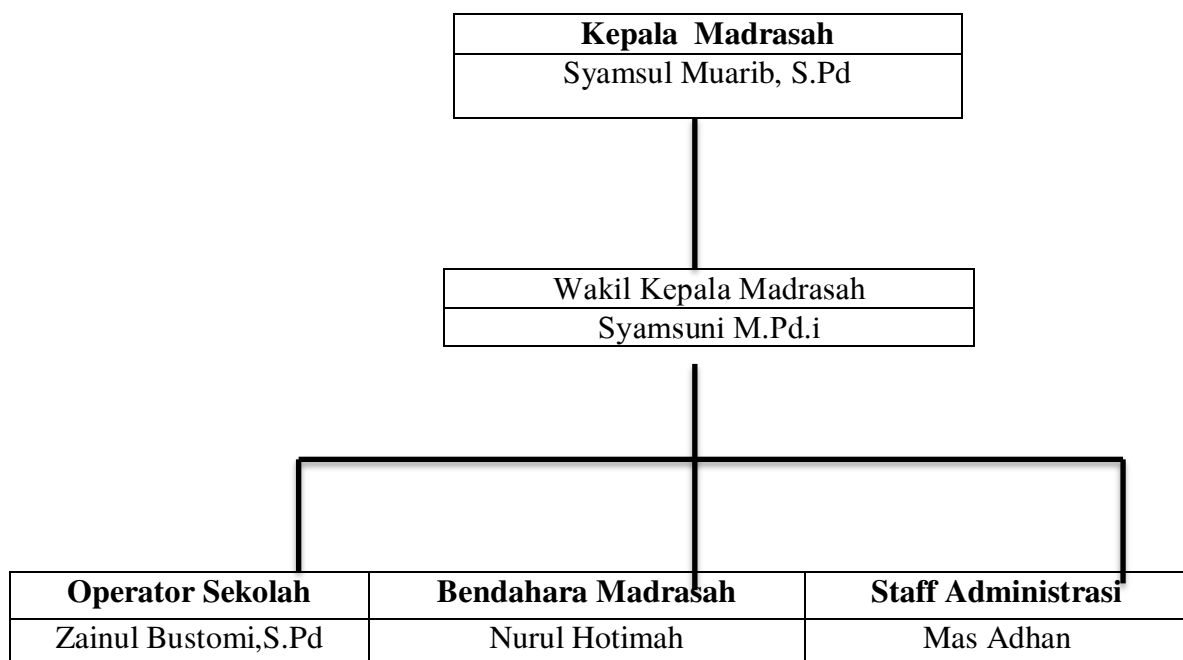 Kepala Madrasah
Syamsul Muarib, S.Pd
Wakil Kepala Madrasah
Syamsuni M.Pd.i
Operator Sekolah
Bendahara Madrasah
Staff Administrasi
Zainul Bustomi,S.Pd
Nurul Hotimah
Mas Adhan